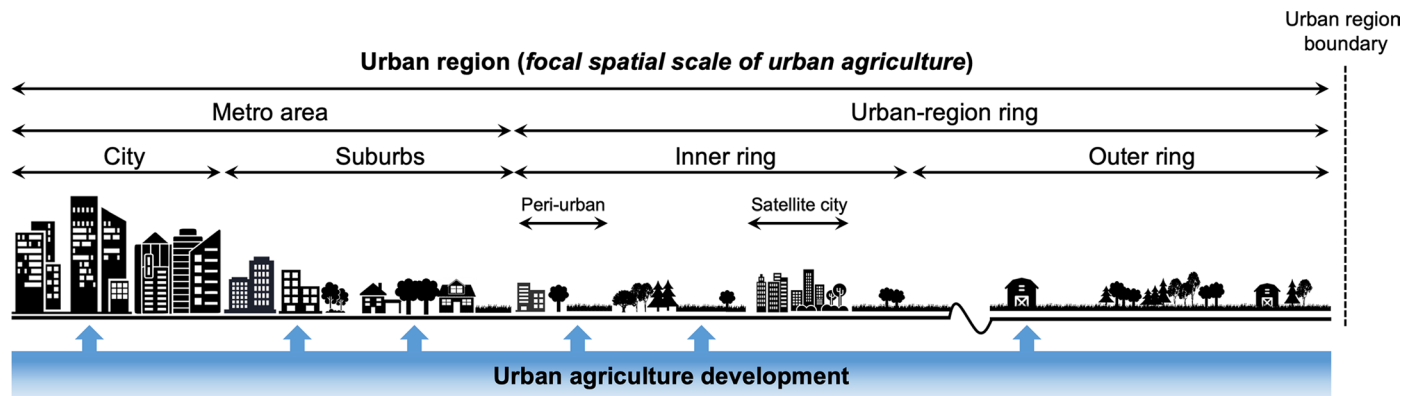 Urban region
boundary
Urban region (focal spatial scale of urban agriculture)
Metro area
Urban-region ring
City
Suburbs
Inner ring
Outer ring
Peri-urban
Satellite city
Urban agriculture development